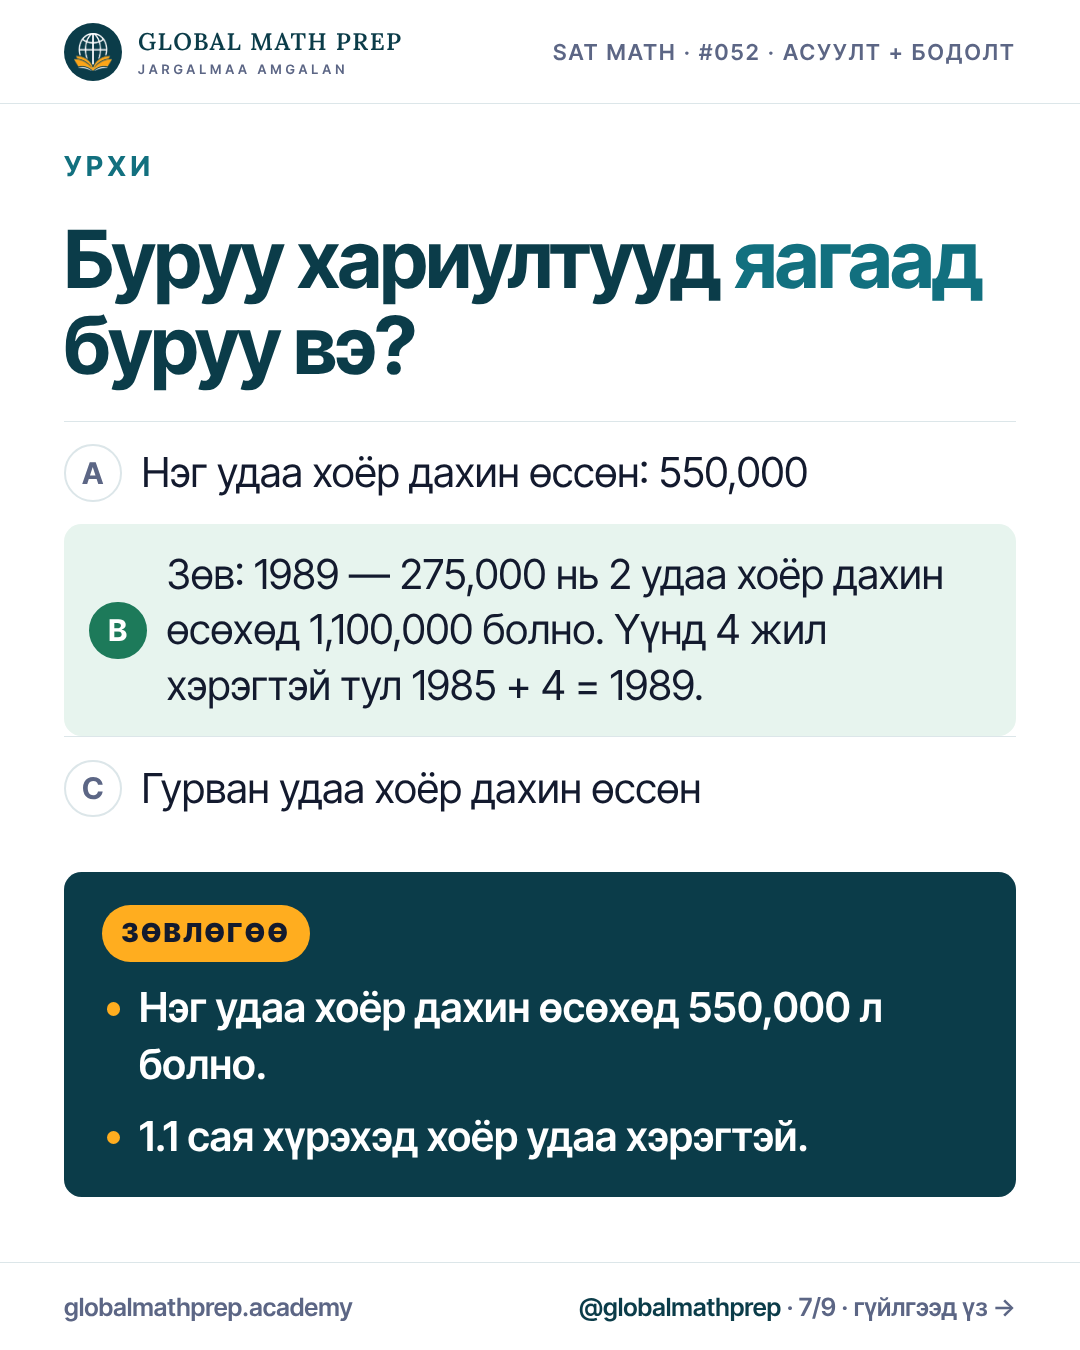 GLOBAL MATH PREP
JARGALMAA AMGALAN
SAT MATH · #052 · АСУУЛТ + БОДОЛТ
УРХИ
Буруу хариултууд яагаад
буруу вэ?
A Нэг удаа хоёр дахин өссөн: 550,000
Зөв: 1989 — 275,000 нь 2 удаа хоёр дахин
B өсөхөд 1,100,000 болно. Үүнд 4 жил
хэрэгтэй тул 1985 + 4 = 1989.
C Гурван удаа хоёр дахин өссөн
зөвлөгөө
• Нэг удаа хоёр дахин өсөхөд 550,000 л
болно.
• 1.1 сая хүрэхэд хоёр удаа хэрэгтэй.
globalmathprep.academy
@globalmathprep · 7/9 · гүйлгээд үз →